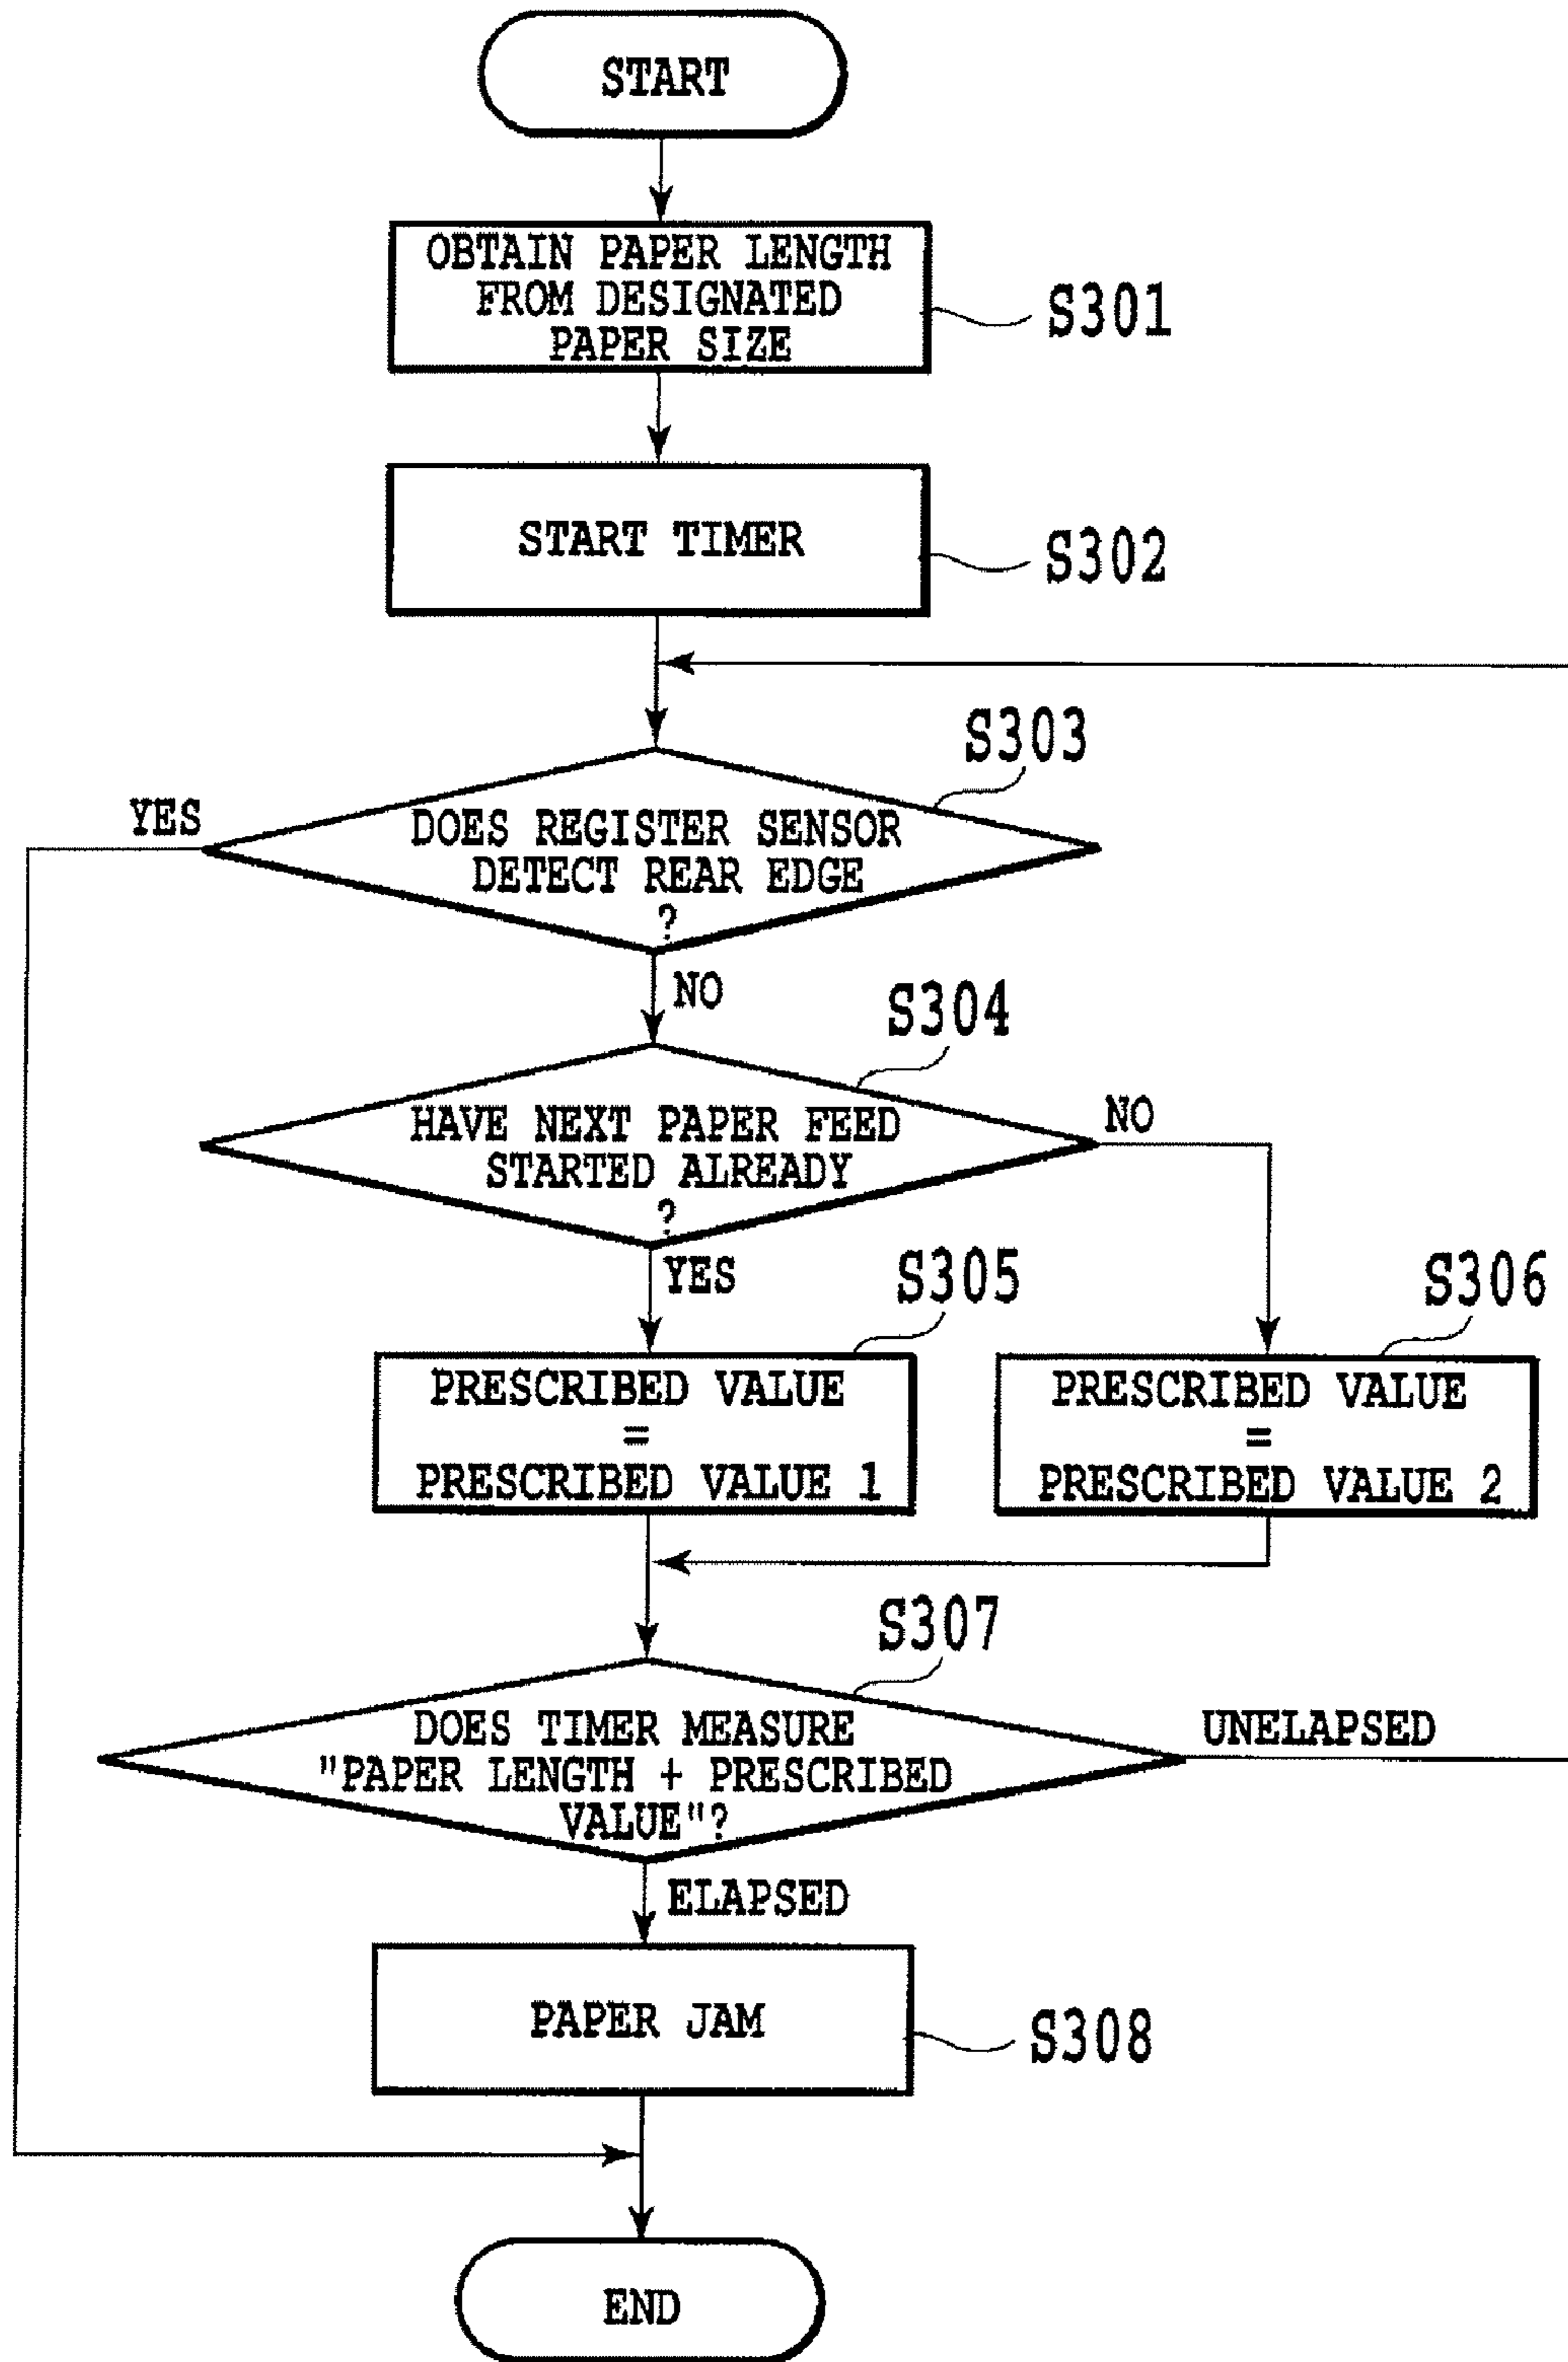 START
OBTAIN PAPER LENGTH
FROM DESIGNATED
PAPER SIZE
S301
START TIMER
S302
S303
YES
DOES REGISTER SENSOR
DETECT REAR EDGE
?
NO
S304
HAVE NEXT PAPER FEED
STARTED ALREADY
?
NO
YES
S305
S306
PRESCRIBED VALUE
=
PRESCRIBED VALUE 1
PRESCRIBED VALUE
=
PRESCRIBED VALUE 2
S307
DOES TIMER MEASURE
"PAPER LENGTH + PRESCRIBED
VALUE"?
UNELAPSED
ELAPSED
PAPER JAM
S308
END